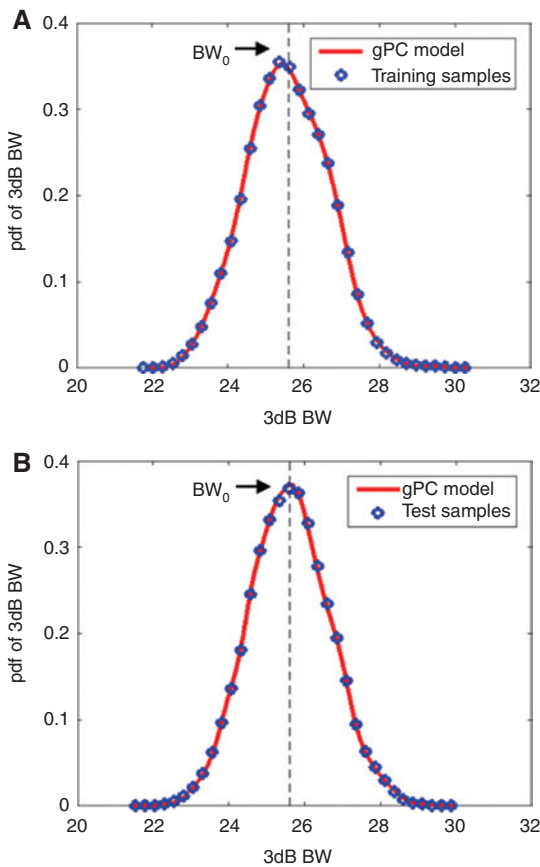 A
0.4
BW0
gPC model
Training samples
0.3
pdf of 3dB BW
0.2
0.1
0
20 22 24 26 28 30 32
3dB BW
B
0.4
BW0
gPC model
Test samples
0.3
pdf of 3dB BW
0.2
0.1
0
20 22 24 26 28 30 32
3dB BW